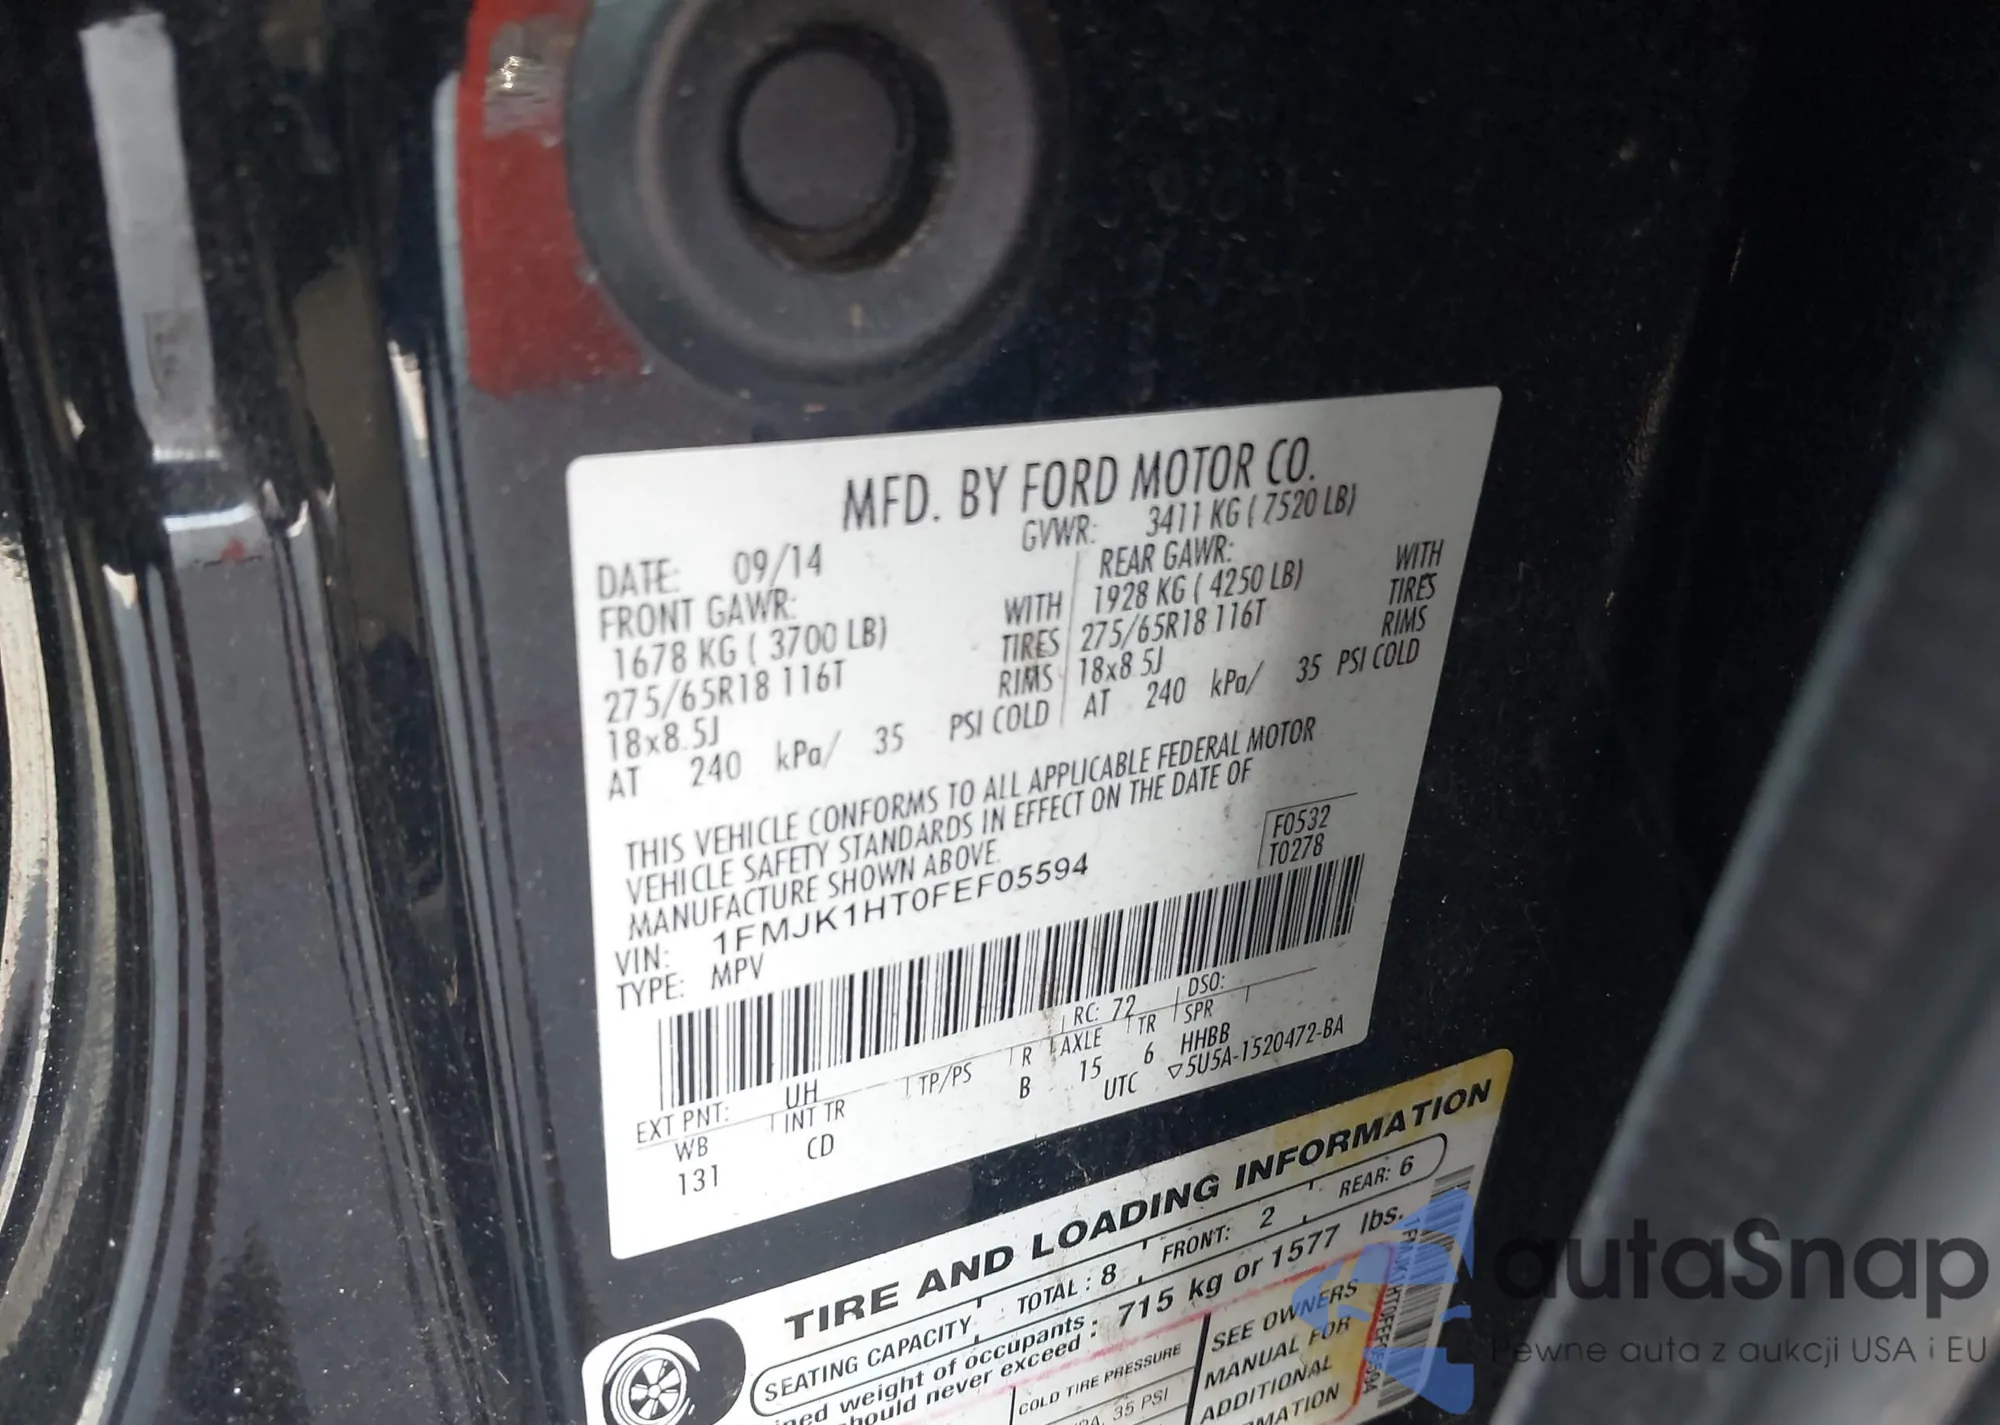 MFD. BY FORD MOTOR CO.
DATE: 09/14 GVWR: 3411 KG ( 7520 LB)
FRONT GAWR: REAR GAWR:
1678 KG ( 3700 LB) WITH 1928 KG ( 4250 LB) WITH
275/65R18 116T TIRES 275/65R18 116T TIRES
18x8.5J RIMS 18x8.5J RIMS
AT 240 kPa/ 35 PSI COLD AT 240 kPa/ 35 PSI COLD
THIS VEHICLE CONFORMS TO ALL APPLICABLE FEDERAL MOTOR
VEHICLE SAFETY STANDARDS IN EFFECT ON THE DATE OF
MANUFACTURE SHOWN ABOVE.
F0532
T0278
VIN: 1FMJK1HT0FEF05594
TYPE: MPV
EXT PNT: UH RC: 72 DSO:
WB INT TR TP/PS R AXLE TR SPR
131 CD B 15 6 HHBB
UTC ▽5U5A-1520472-BA
TIRE AND LOADING INFORMATION
SEATING CAPACITY TOTAL: 8 FRONT: 2 REAR: 6
weight of occupants
should never exceed : 715 kg or 1577 lbs.
COLD TIRE PRESSURE
35 PSI
SEE OWNERS
MANUAL FOR
ADDITIONAL
autaSnap
Pewne auta z aukcji USA i EU